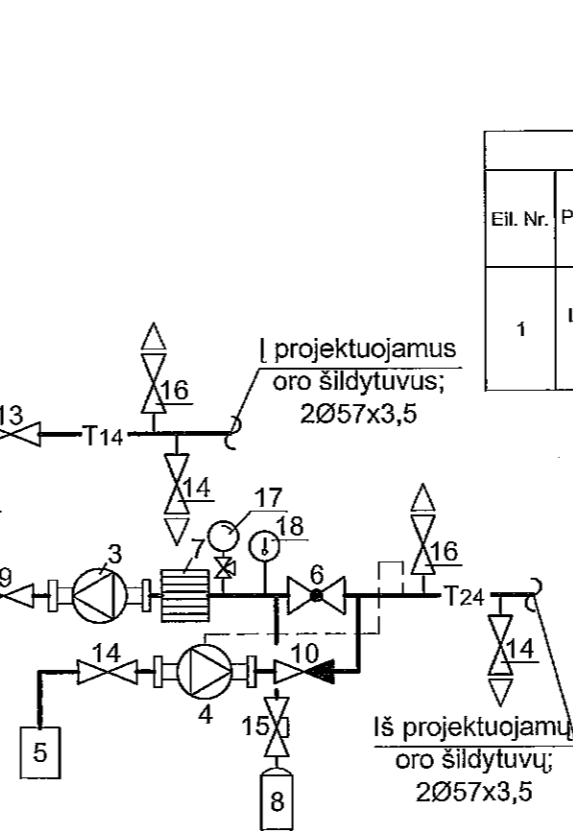 Eil. Nr.
1
Į projektuojamus
oro šildytuvus;
2Ø57x3,5
16
13
T14
14
17
18
7
3
9
6
16
T24
14
14
10
4
15
5
8
Iš projektuojamų
oro šildytuvų;
2Ø57x3,5